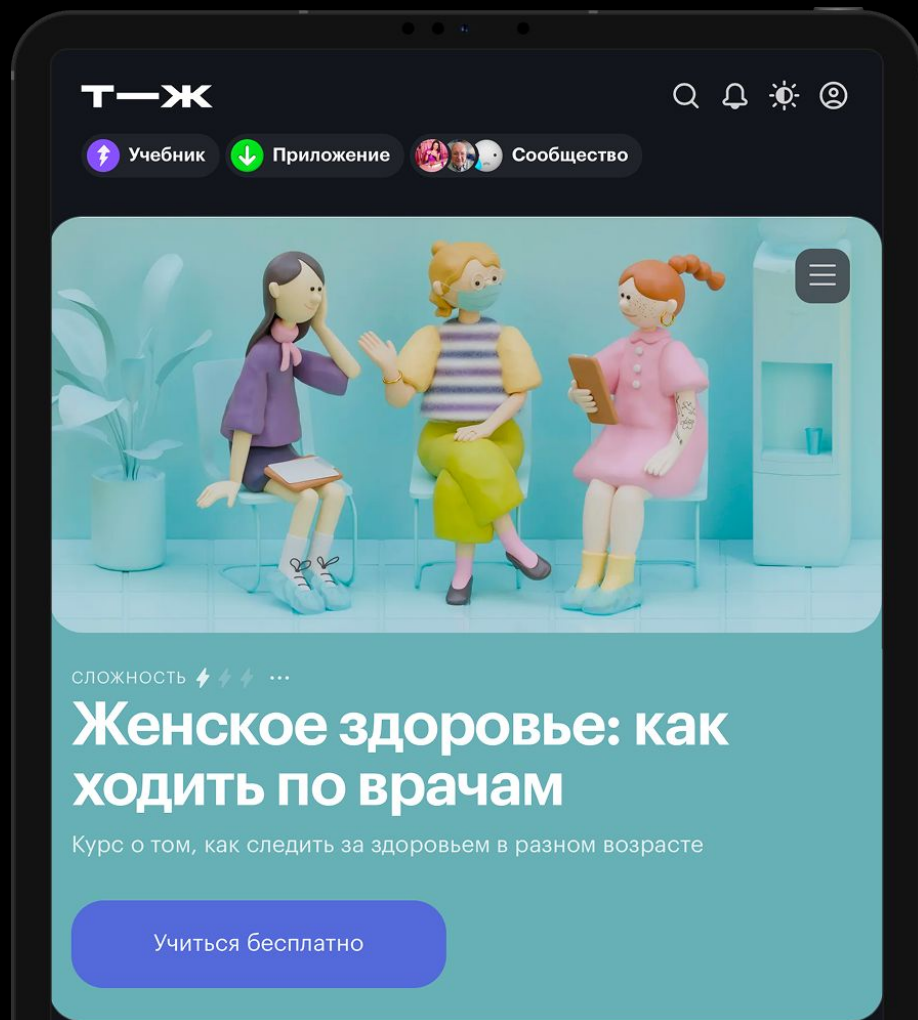 Т—Ж
Учебник
Приложение
Сообщество
СЛОЖНОСТЬ
Женское здоровье: как
ходить по врачам
Курс о том, как следить за здоровьем в разном возрасте
Учиться бесплатно